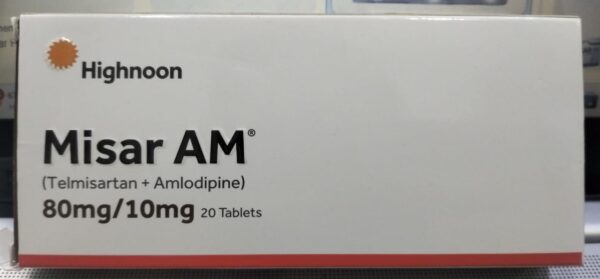 Highnoon
Misar AM®
(Telmisartan + Amlodipine)
80mg/10mg 20 Tablets